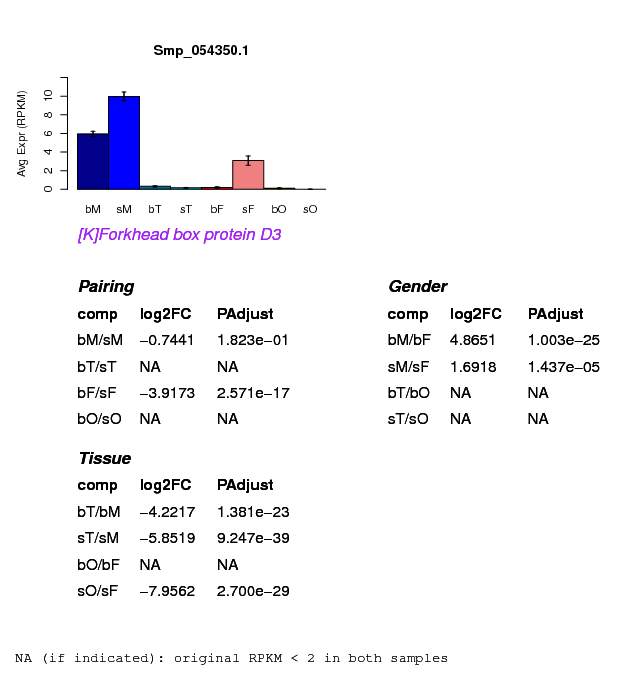 Smp_054350.1
Avg Expr (RPKM)
0 2 4 6 8 10
bM sM bT sT bF sF bO sO
[K]Forkhead box protein D3
Pairing
comp log2FC PAdjust
bM/sM −0.7441 1.823e−01
bT/sT NA NA
bF/sF −3.9173 2.571e−17
bO/sO NA NA
Gender
comp log2FC PAdjust
bM/bF 4.8651 1.003e−25
sM/sF 1.6918 1.437e−05
bT/bO NA NA
sT/sO NA NA
Tissue
comp log2FC PAdjust
bT/bM −4.2217 1.381e−23
sT/sM −5.8519 9.247e−39
bO/bF NA NA
sO/sF −7.9562 2.700e−29
NA (if indicated): original RPKM < 2 in both samples